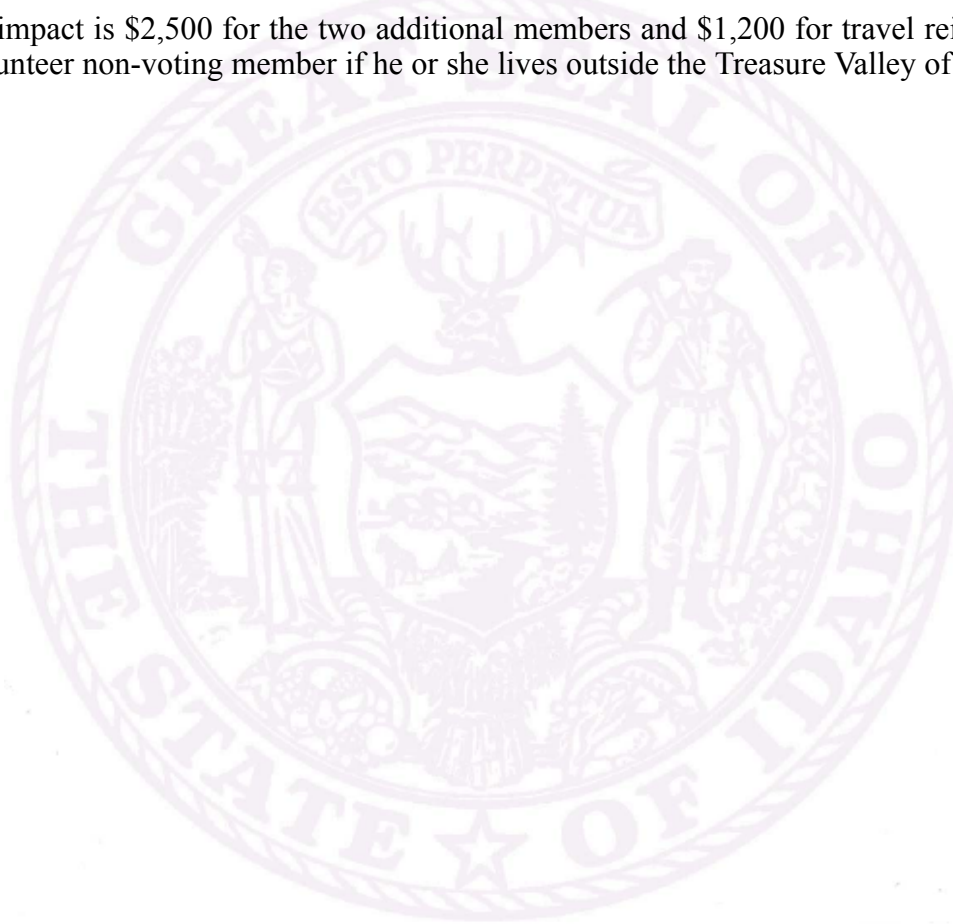 impact is $2,500 for the two additional members and $1,200 for travel rei
unteer non-voting member if he or she lives outside the Treasure Valley of
GREAT SEAL OF
ESTO PERPETUA
THE STATE OF IDAHO